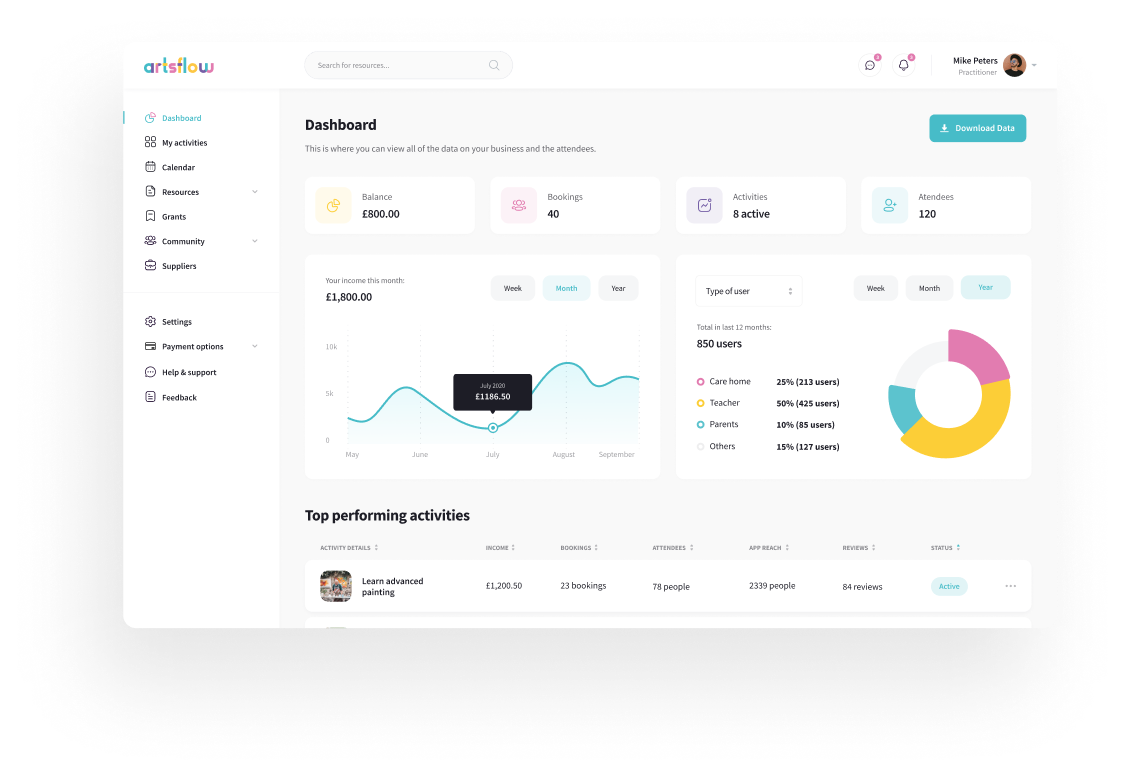 artsflow
Search for resources...
Mike Peters
Practitioner
Dashboard
My activities
Calendar
Resources
Grants
Community
Suppliers
Settings
Payment options
Help & support
Feedback
Dashboard
Download Data
This is where you can view all of the data on your business and the attendees.
Balance
£800.00
Bookings
40
Activities
8 active
Atendees
120
Your income this month:
£1,800.00
Week Month Year
10k
5k
0
July 2020
£1186.50
May June July August September
Type of user
Week Month Year
Total in last 12 months:
850 users
Care home 25% (213 users)
Teacher 50% (425 users)
Parents 10% (85 users)
Others 15% (127 users)
Top performing activities
ACTIVITY DETAILS INCOME BOOKINGS ATTENDEES APP REACH REVIEWS STATUS
Learn advanced
painting
£1,200.50 23 bookings 78 people 2339 people 84 reviews Active